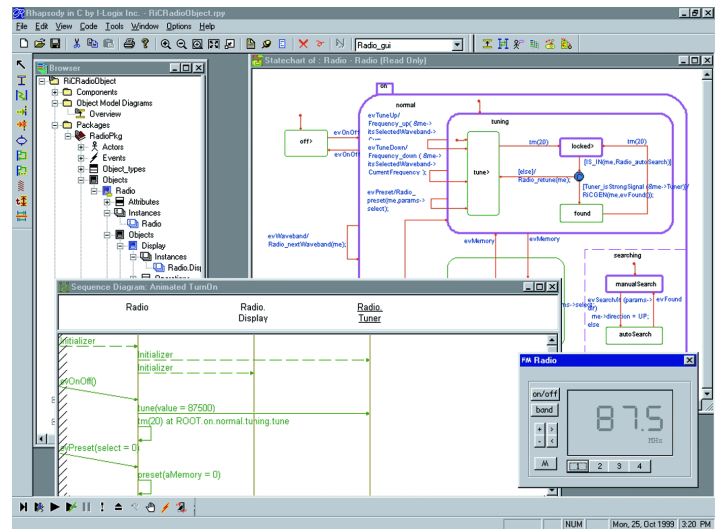 Rhapsody in C by I-Logix Inc. - RiCRadioObject.rpy
File Edit View Code Tools Window Options Help
Radio_gui
Browser
RiCRadioObject
Components
Object Model Diagrams
Overview
Packages
RadioPkg
Actors
Events
Object_types
Objects
Radio
Attributes
Instances
Radio
Objects
Display
Instances
Radio.Disp
Operations
Statechart of : Radio - Radio (Read Only)
on
normal
off>
evOnOff
evOnOff
evTuneUp/
Frequency_up( &me->
itsSelectedWaveband->
evTuneDown/
Frequency_down ( &me->
itsSelectedWaveband->
CurrentFrequency );
evPreset/Radio_
preset(me,params->
select);
evWaveband/
Radio_nextWaveband(me);
tuning
tune>
tm(20)
locked>
tm(20)
[IS_IN(me,Radio_autoSearch)]
[else]/
Radio_retune(me);
[Tuner_isStrongSignal (&me->Tuner)]/
RiCGEN(me,evFound());
found
evMemory
evMemory
searching
manualSearch
evSearch/if (params->
dir)
me->direction = UP;
else
evFound
autoSearch
Sequence Diagram: Animated TurnOn
Radio
Radio.
Display
Radio.
Tuner
Initializer
Initializer
Initializer
evOnOff()
tune(value = 87500)
tm(20) at ROOT.on.normal.tuning.tune
evPreset(select = 0)
preset(aMemory = 0)
FM Radio
on/off
band
+ >
- <
M
87.5
MHz
1 2 3 4
NUM
Mon, 25, Oct 1999
3:20 PM